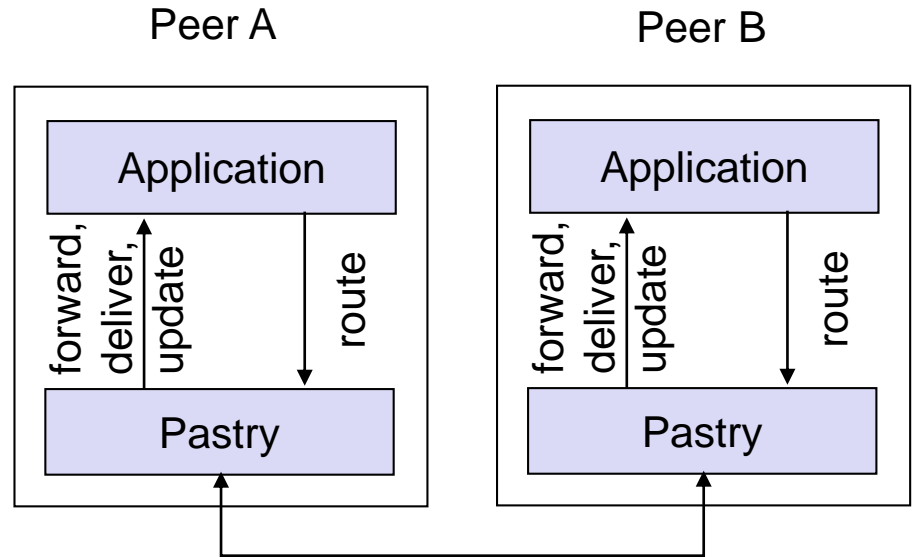 Peer A
Peer B
Application
forward,
deliver,
update
route
Pastry
Application
forward,
deliver,
update
route
Pastry